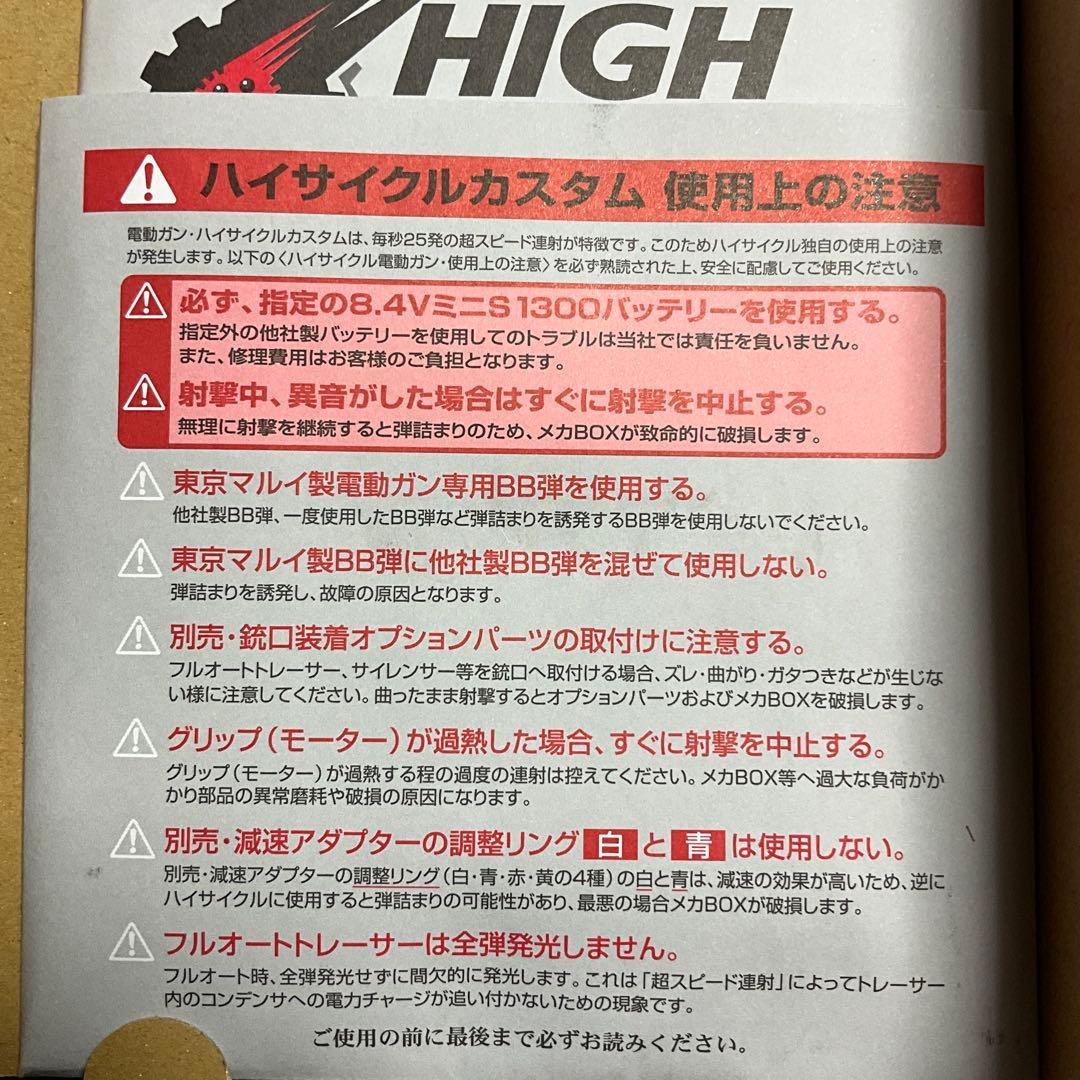 HIGH
ハイサイクルカスタム 使用上の注意
電動ガン・ハイサイクルカスタムは、毎秒25発の超スピード連射が特徴です。このためハイサイクル独自の使用上の注意
が発生します。以下の〈ハイサイクル電動ガン・使用上の注意〉を必ず熟読された上、安全に配慮してご使用ください。
必ず、指定の8.4VミニS1300バッテリーを使用する。
指定外の他社製バッテリーを使用してのトラブルは当社では責任を負いません。
また、修理費用はお客様のご負担となります。
射撃中、異音がした場合はすぐに射撃を中止する。
無理に射撃を継続すると弾詰まりのため、メカBOXが致命的に破損します。
東京マルイ製電動ガン専用BB弾を使用する。
他社製BB弾、一度使用したBB弾など弾詰まりを誘発するBB弾を使用しないでください。
東京マルイ製BB弾に他社製BB弾を混ぜて使用しない。
弾詰まりを誘発し、故障の原因となります。
別売・銃口装着オプションパーツの取付けに注意する。
フルオートトレーサー、サイレンサー等を銃口へ取付ける場合、ズレ・曲がり・ガタつきなどが生じな
い様に注意してください。曲ったまま射撃するとオプションパーツおよびメカBOXを破損します。
グリップ(モーター)が過熱した場合、すぐに射撃を中止する。
グリップ(モーター)が過熱する程の過度の連射は控えてください。メカBOX等へ過大な負荷がか
かり部品の異常磨耗や破損の原因になります。
別売・減速アダプターの調整リング 白 と 青 は使用しない。
別売・減速アダプターの調整リング(白・青・赤・黄の4種)の白と青は、減速の効果が高いため、逆に
ハイサイクルに使用すると弾詰まりの可能性があり、最悪の場合メカBOXが破損します。
フルオートトレーサーは全弾発光しません。
フルオート時、全弾発光せずに間欠的に発光します。これは「超スピード連射」によってトレーサー
内のコンデンサへの電力チャージが追い付かないための現象です。
ご使用の前に最後まで必ずお読みください。